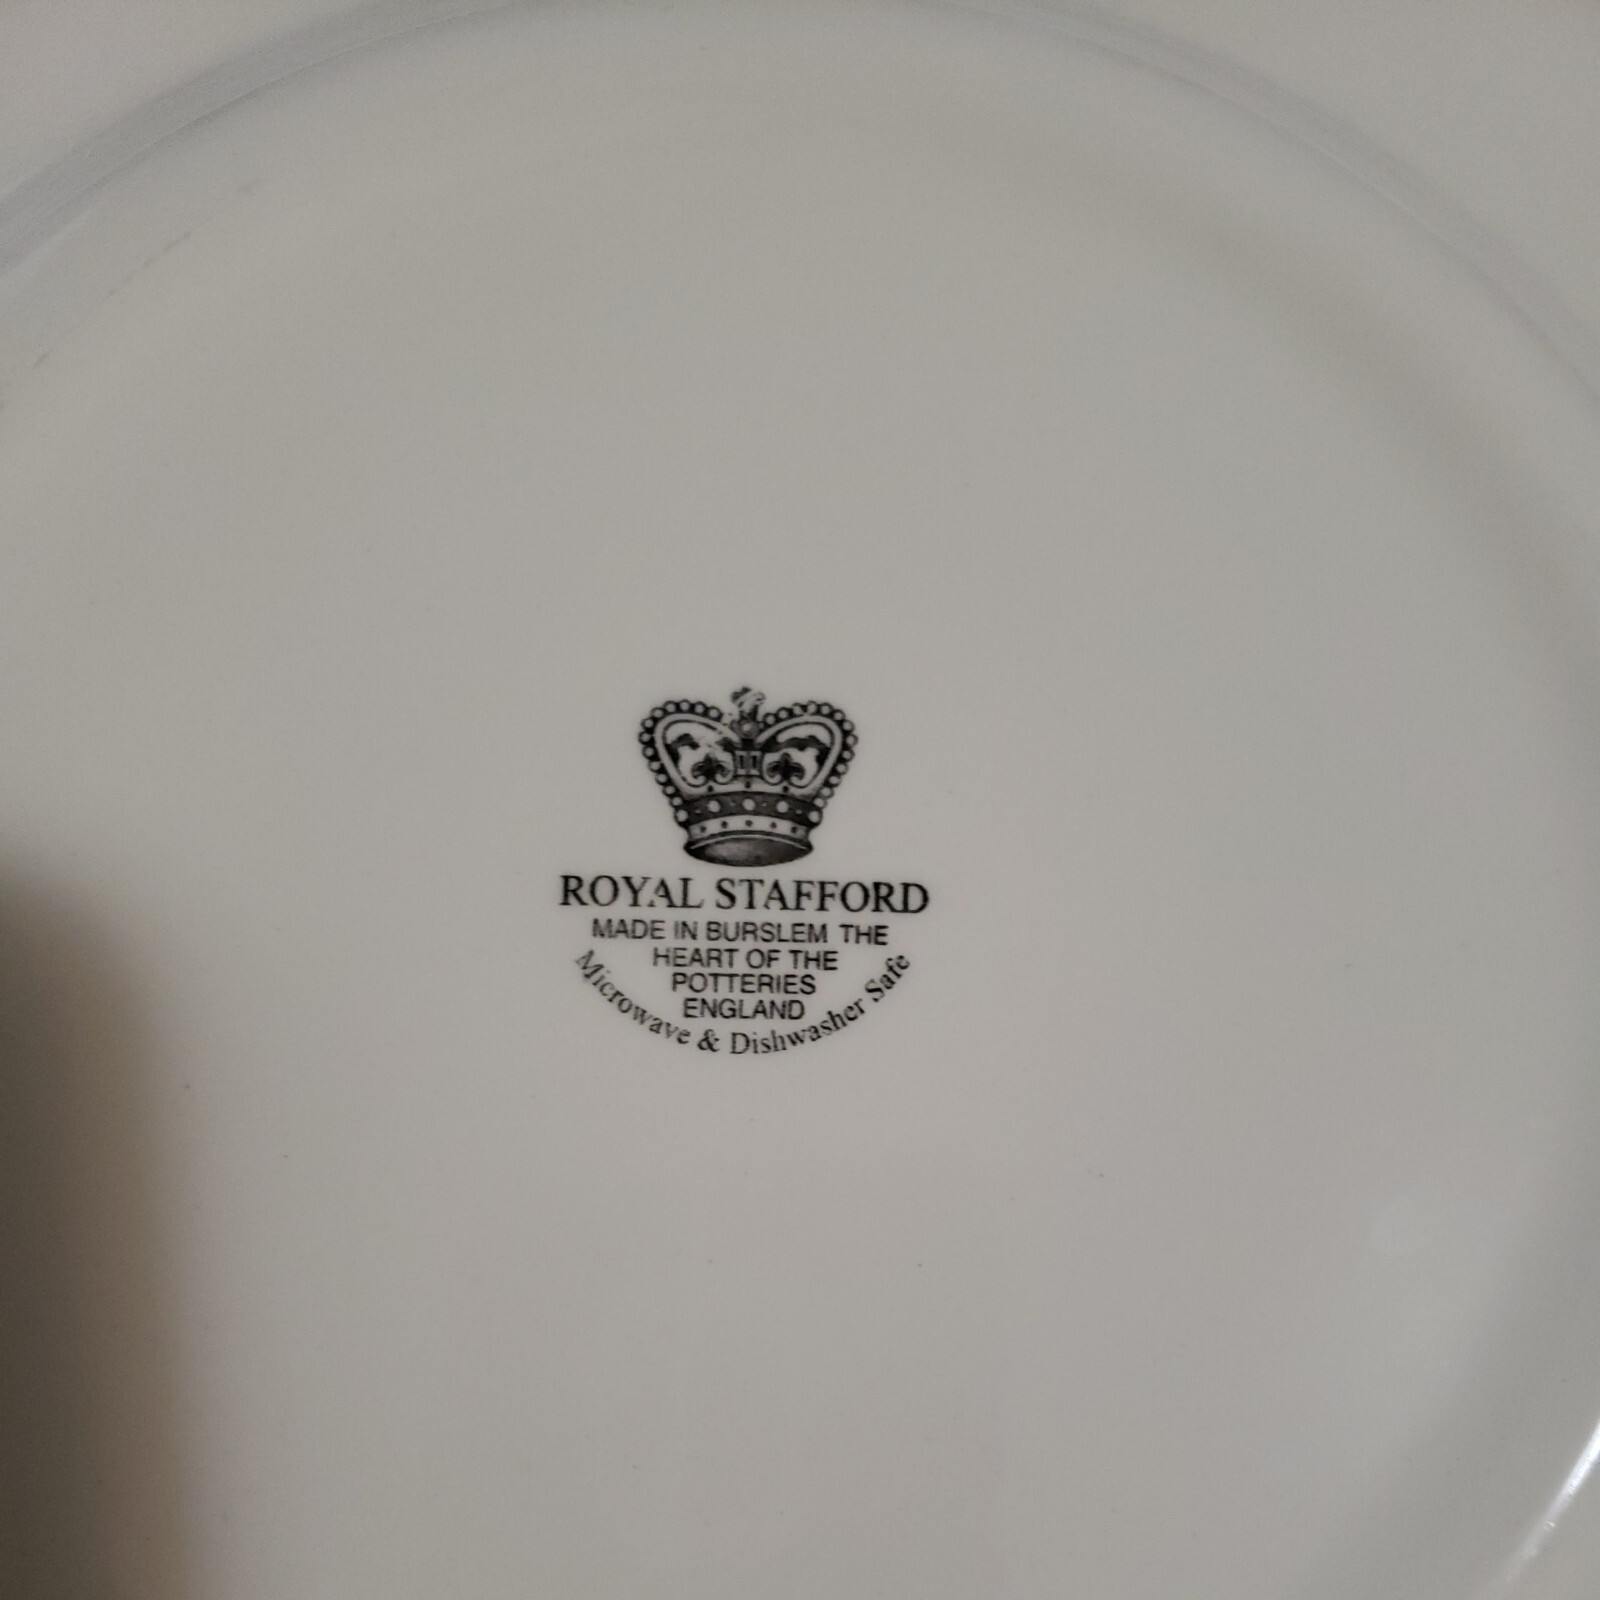 ROYAL STAFFORD
MADE IN BURSLEM THE
HEART OF THE
POTTERIES
ENGLAND
Microwave & Dishwasher Safe